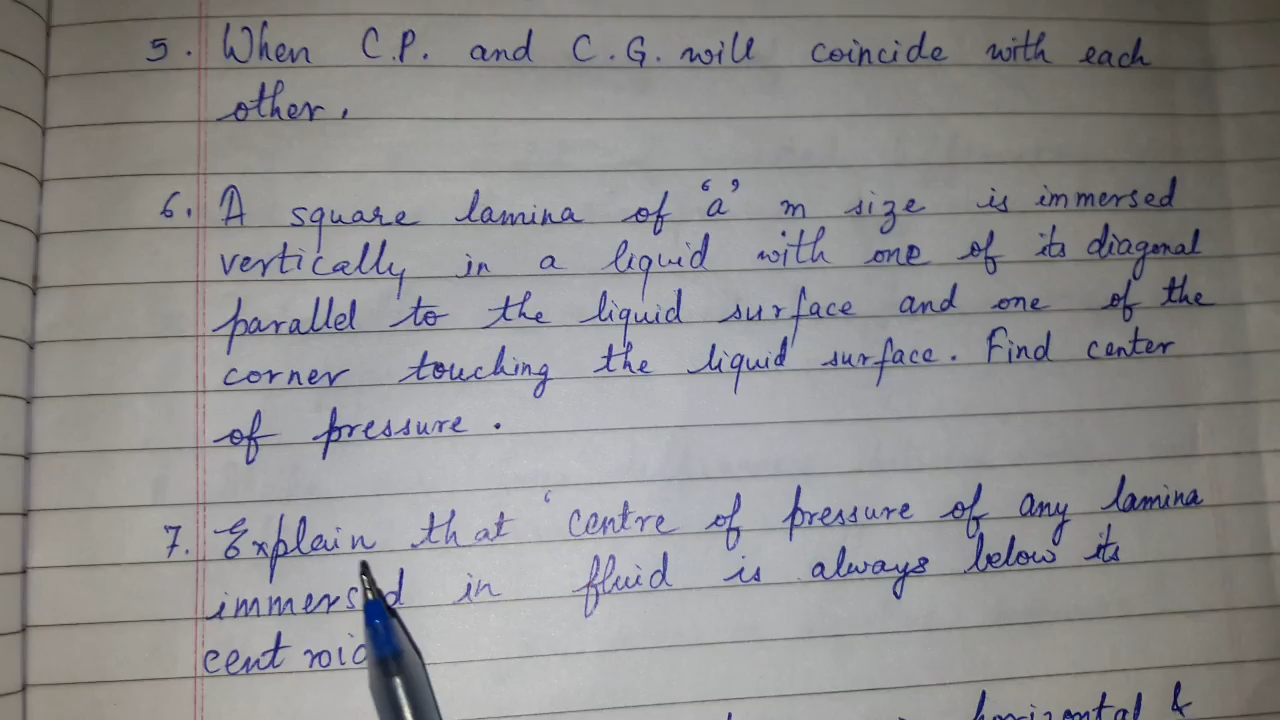 5. When C.P. and C.G. will coincide with each
other.
6. A square lamina of 'a' m size is immersed
vertically in a liquid with one of its diagonal
parallel to the liquid surface and one of the
corner touching the liquid surface. Find center
of pressure.
7. Explain that 'centre of pressure of any lamina
immersed in fluid is always below its
centroid
horizontal &